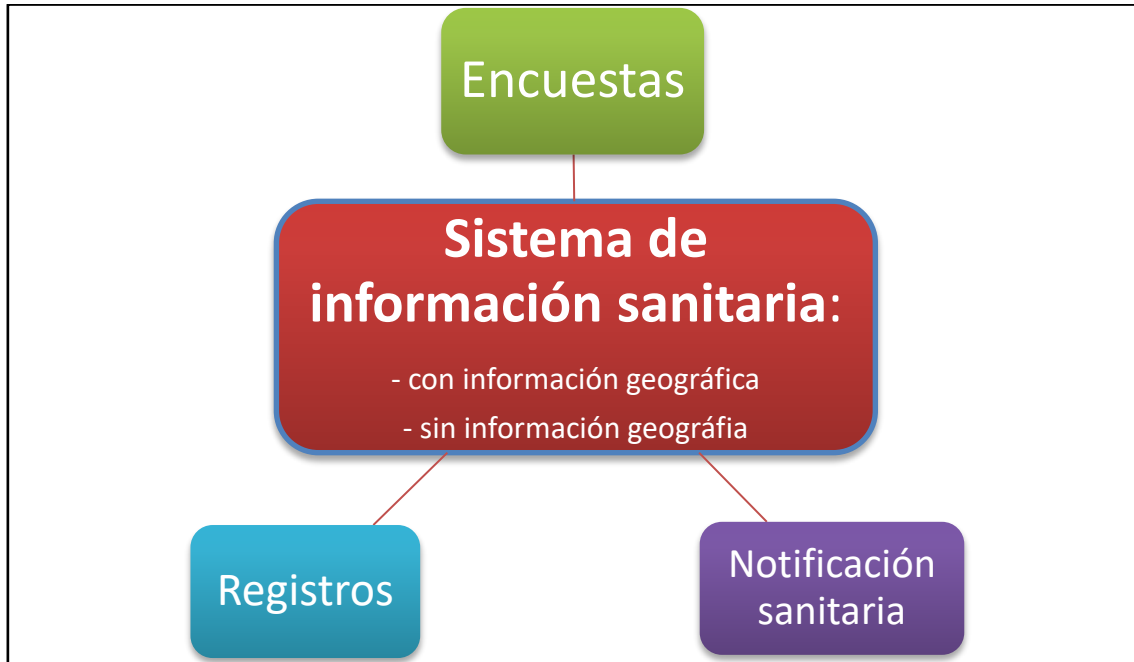 Encuestas
Sistema de
información sanitaria:
- con información geográfica
- sin información geográfia
Registros
Notificación
sanitaria